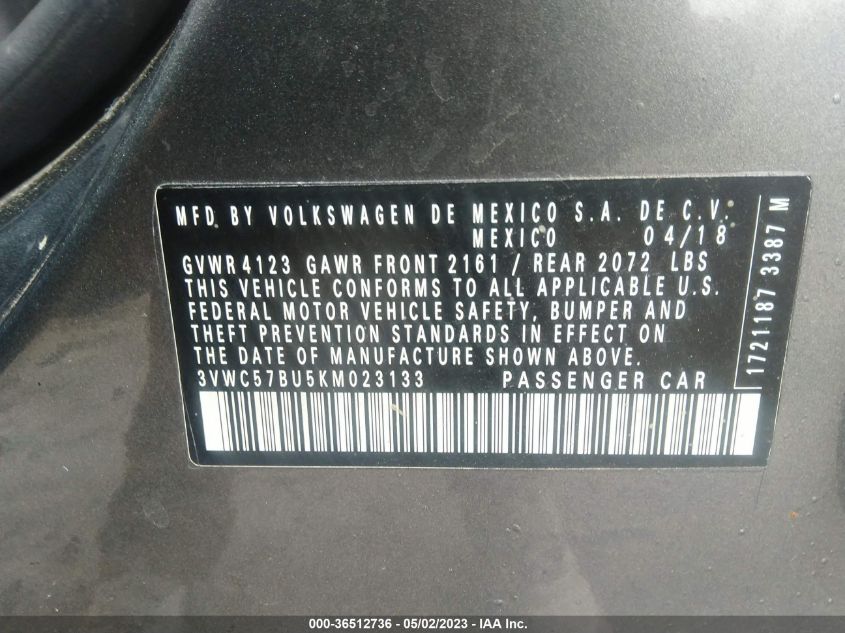 MFD BY VOLKSWAGEN DE MEXICO S.A. DE C.V.
MEXICO 04/18
GVWR 4123 GAWR FRONT 2161 / REAR 2072 LBS
THIS VEHICLE CONFORMS TO ALL APPLICABLE U.S.
FEDERAL MOTOR VEHICLE SAFETY, BUMPER AND
THEFT PREVENTION STANDARDS IN EFFECT ON
THE DATE OF MANUFACTURE SHOWN ABOVE.
3VWC57BU5KM023133 PASSENGER CAR
1721187 3387 M
000-36512736 - 05/02/2023 - IAA Inc.